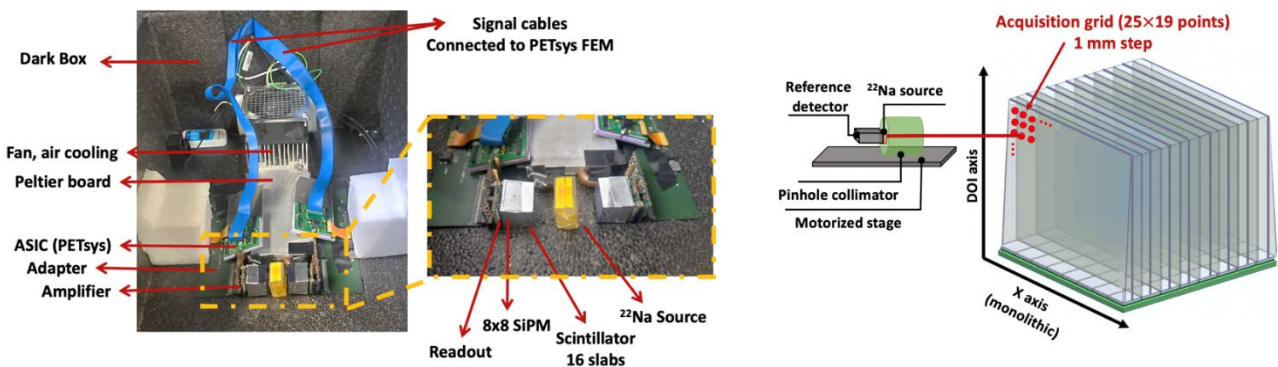 Signal cables
Connected to PETsys FEM
Dark Box
Fan, air cooling
Peltier board
ASIC (PETsys)
Adapter
Amplifier
Readout
8x8 SiPM
Scintillator
16 slabs
²²Na Source
Acquisition grid (25×19 points)
1 mm step
Reference
detector
²²Na source
Pinhole collimator
Motorized stage
DOI axis
X axis
(monolithic)